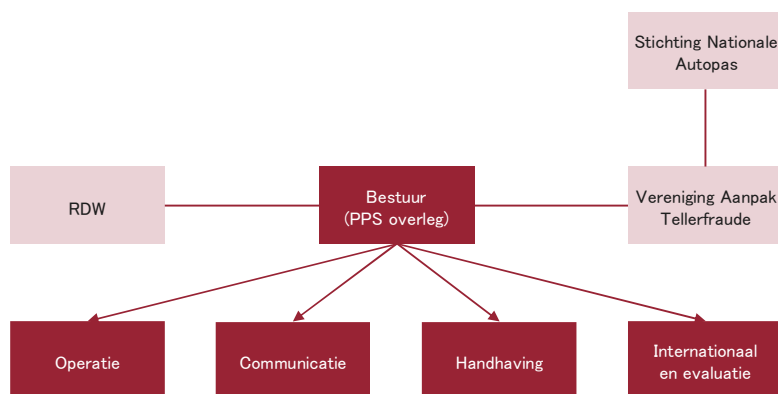 Stichting Nationale
Autopas
RDW
Bestuur
(PPS overleg)
Vereniging Aanpak
Tellerfraude
Operatie
Communicatie
Handhaving
Internationaal
en evaluatie